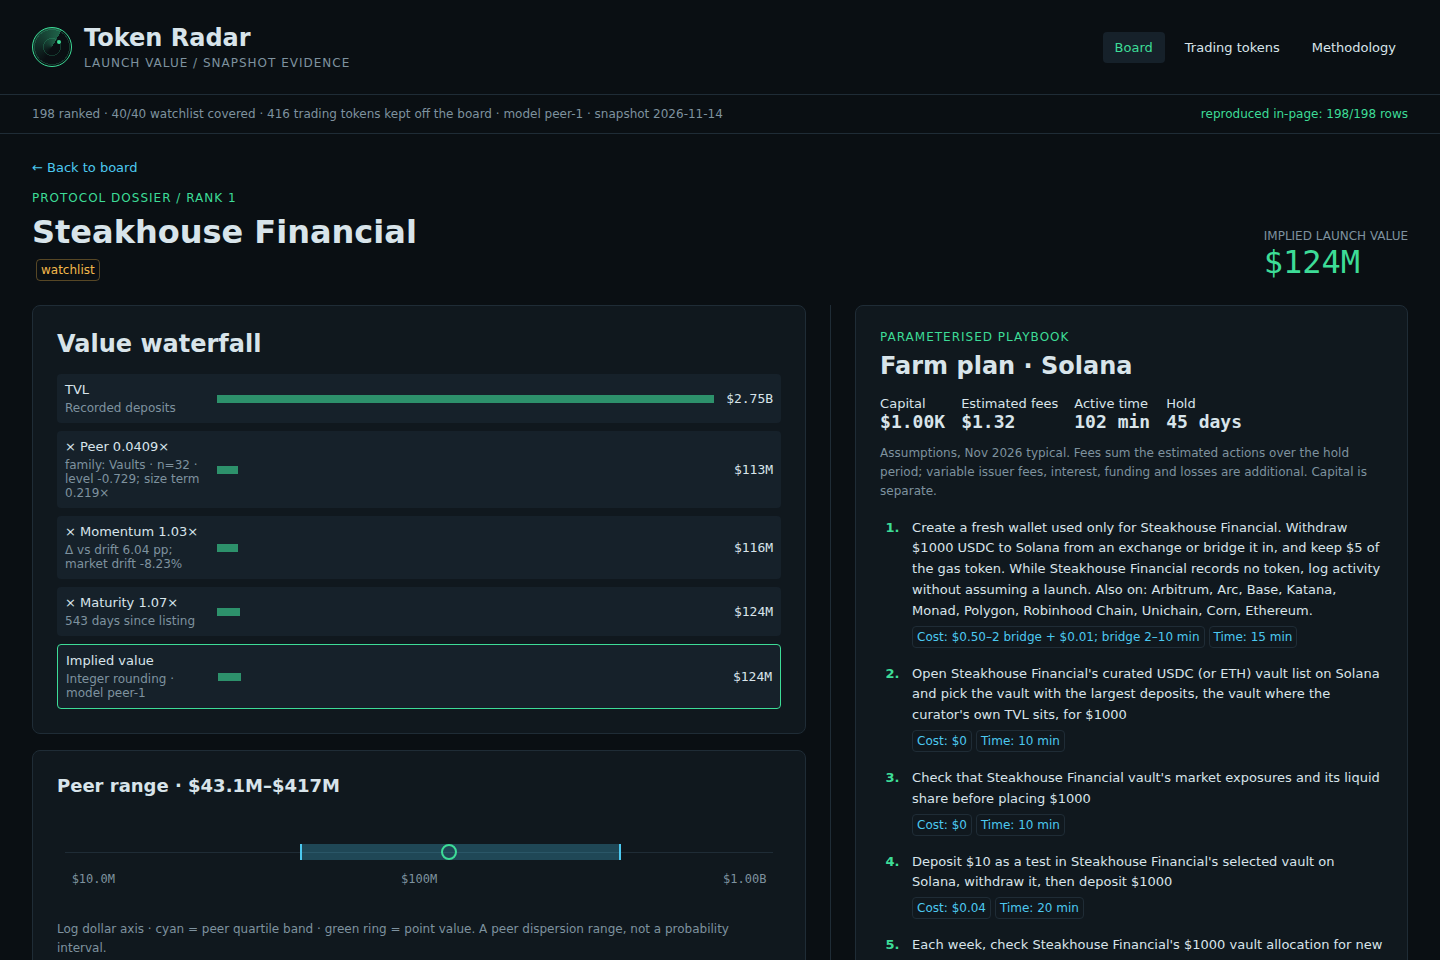 Token Radar
LAUNCH VALUE / SNAPSHOT EVIDENCE
Board
Trading tokens
Methodology
198 ranked · 40/40 watchlist covered · 416 trading tokens kept off the board · model peer-1 · snapshot 2026-11-14
reproduced in-page: 198/198 rows
← Back to board
PROTOCOL DOSSIER / RANK 1
Steakhouse Financial
watchlist
IMPLIED LAUNCH VALUE
$124M
Value waterfall
TVL
Recorded deposits
$2.75B
× Peer 0.0409×
family: Vaults · n=32 ·
level -0.729; size term
0.219×
$113M
× Momentum 1.03×
Δ vs drift 6.04 pp;
market drift -8.23%
$116M
× Maturity 1.07×
543 days since listing
$124M
Implied value
Integer rounding ·
model peer-1
$124M
Peer range · $43.1M–$417M
$10.0M
$100M
$1.00B
Log dollar axis · cyan = peer quartile band · green ring = point value. A peer dispersion range, not a probability
interval.
PARAMETERISED PLAYBOOK
Farm plan · Solana
Capital
$1.00K
Estimated fees
$1.32
Active time
102 min
Hold
45 days
Assumptions, Nov 2026 typical. Fees sum the estimated actions over the hold
period; variable issuer fees, interest, funding and losses are additional. Capital is
separate.
1. Create a fresh wallet used only for Steakhouse Financial. Withdraw
$1000 USDC to Solana from an exchange or bridge it in, and keep $5 of
the gas token. While Steakhouse Financial records no token, log activity
without assuming a launch. Also on: Arbitrum, Arc, Base, Katana,
Monad, Polygon, Robinhood Chain, Unichain, Corn, Ethereum.
Cost: $0.50–2 bridge + $0.01; bridge 2–10 min
Time: 15 min
2. Open Steakhouse Financial's curated USDC (or ETH) vault list on Solana
and pick the vault with the largest deposits, the vault where the
curator's own TVL sits, for $1000
Cost: $0
Time: 10 min
3. Check that Steakhouse Financial vault's market exposures and its liquid
share before placing $1000
Cost: $0
Time: 10 min
4. Deposit $10 as a test in Steakhouse Financial's selected vault on
Solana, withdraw it, then deposit $1000
Cost: $0.04
Time: 20 min
5. Each week, check Steakhouse Financial's $1000 vault allocation for new